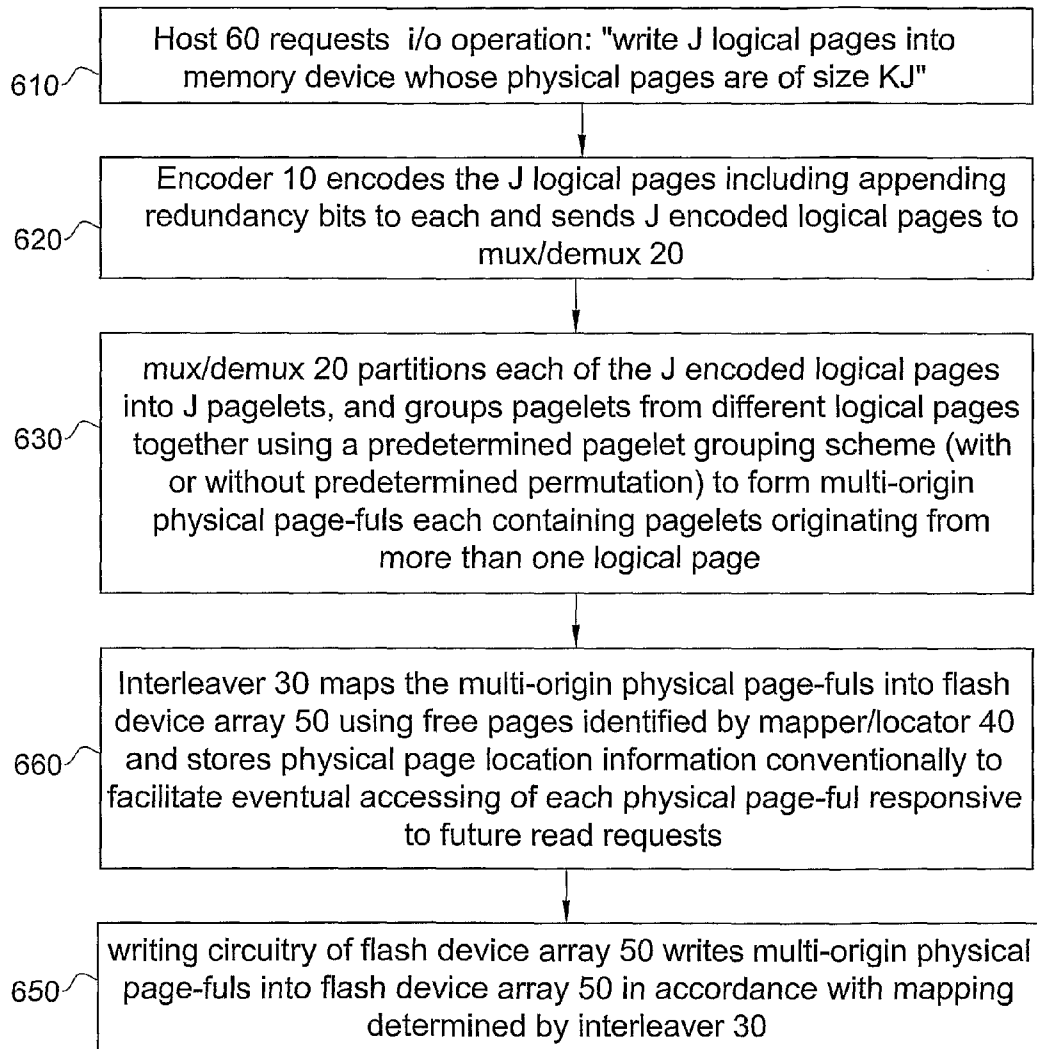 Host 60 requests i/o operation: "write J logical pages into
memory device whose physical pages are of size KJ"
610
Encoder 10 encodes the J logical pages including appending
redundancy bits to each and sends J encoded logical pages to
mux/demux 20
620
mux/demux 20 partitions each of the J encoded logical pages
into J pagelets, and groups pagelets from different logical pages
together using a predetermined pagelet grouping scheme (with
or without predetermined permutation) to form multi-origin
physical page-fuls each containing pagelets originating from
more than one logical page
630
Interleaver 30 maps the multi-origin physical page-fuls into flash
device array 50 using free pages identified by mapper/locator 40
and stores physical page location information conventionally to
facilitate eventual accessing of each physical page-ful responsive
to future read requests
660
writing circuitry of flash device array 50 writes multi-origin physical
page-fuls into flash device array 50 in accordance with mapping
determined by interleaver 30
650